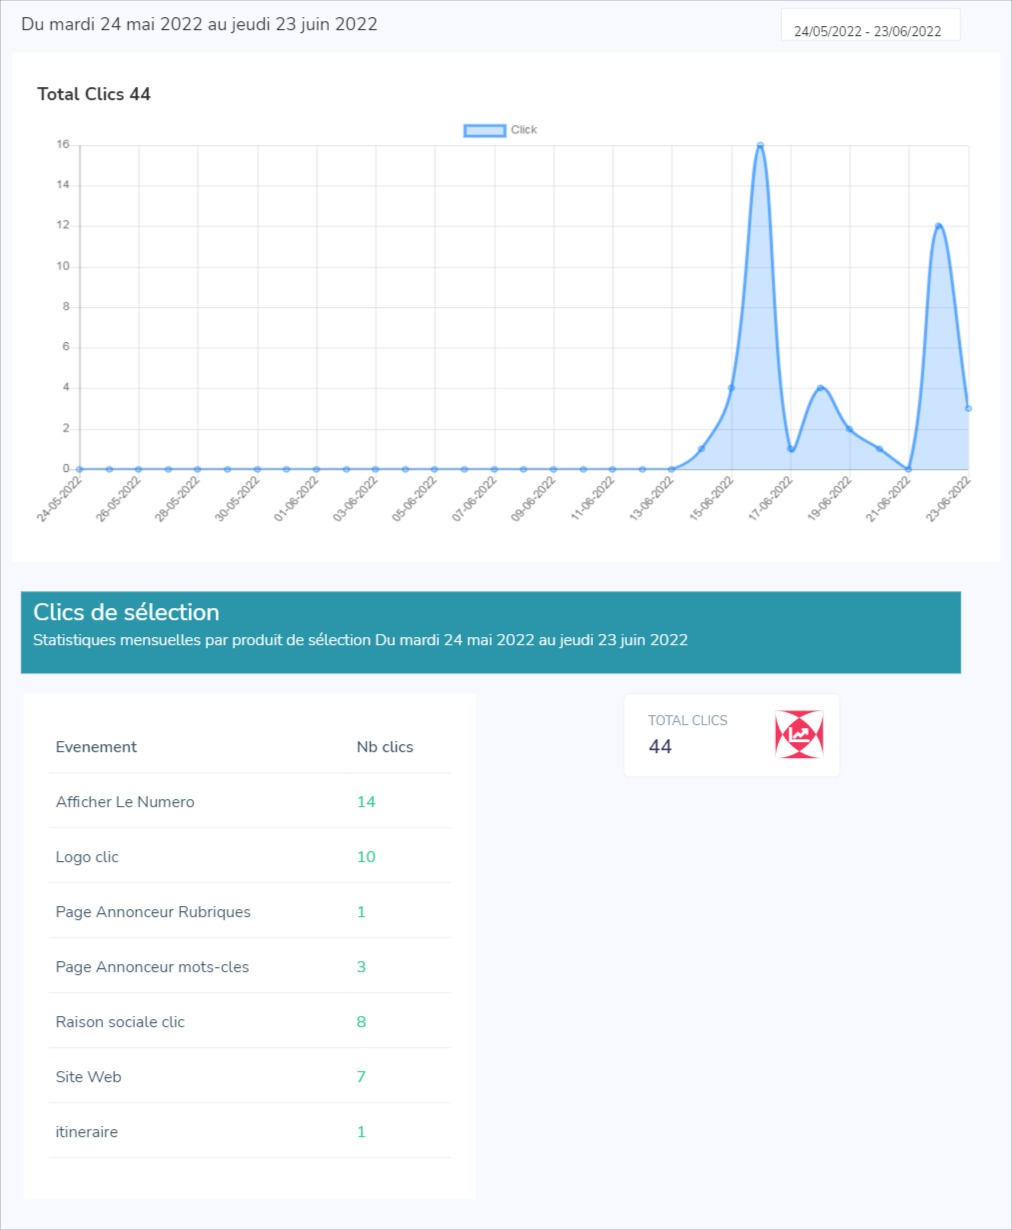 Du mardi 24 mai 2022 au jeudi 23 juin 2022
24/05/2022 - 23/06/2022
Total Clics 44
Click
16
14
12
10
8
6
4
2
0
24-05-2022 26-05-2022 28-05-2022 30-05-2022 01-06-2022 03-06-2022 05-06-2022 07-06-2022 09-06-2022 11-06-2022 13-06-2022 15-06-2022 17-06-2022 19-06-2022 21-06-2022 23-06-2022
Clics de sélection
Statistiques mensuelles par produit de sélection Du mardi 24 mai 2022 au jeudi 23 juin 2022
Evenement Nb clics
Afficher Le Numero 14
Logo clic 10
Page Annonceur Rubriques 1
Page Annonceur mots-cles 3
Raison sociale clic 8
Site Web 7
itineraire 1
TOTAL CLICS
44